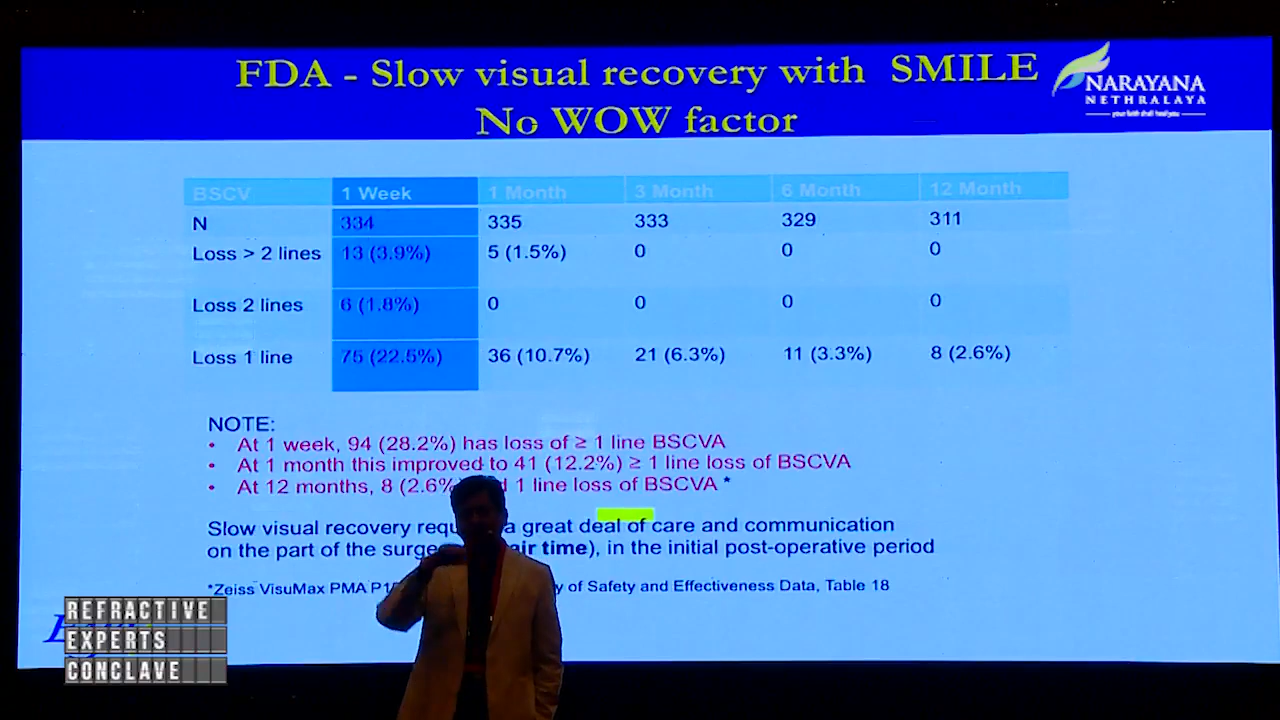 FDA - Slow visual recovery with SMILE
No WOW factor
NARAYANA
NETHRALAYA
your faith shall heal you
BSCV 1 Week 1 Month 3 Month 6 Month 12 Month
N 334 335 333 329 311
Loss > 2 lines 13 (3.9%) 5 (1.5%) 0 0 0
Loss 2 lines 6 (1.8%) 0 0 0 0
Loss 1 line 75 (22.5%) 36 (10.7%) 21 (6.3%) 11 (3.3%) 8 (2.6%)
NOTE:
• At 1 week, 94 (28.2%) has loss of ≥ 1 line BSCVA
• At 1 month this improved to 41 (12.2%) ≥ 1 line loss of BSCVA
• At 12 months, 8 (2.6% 1 line loss of BSCVA *
Slow visual recovery a great deal of care and communication
on the part of the air time), in the initial post-operative period
*Zeiss VisuMax PMA of Safety and Effectiveness Data, Table 18
REFRACTIVE
EXPERTS
CONCLAVE